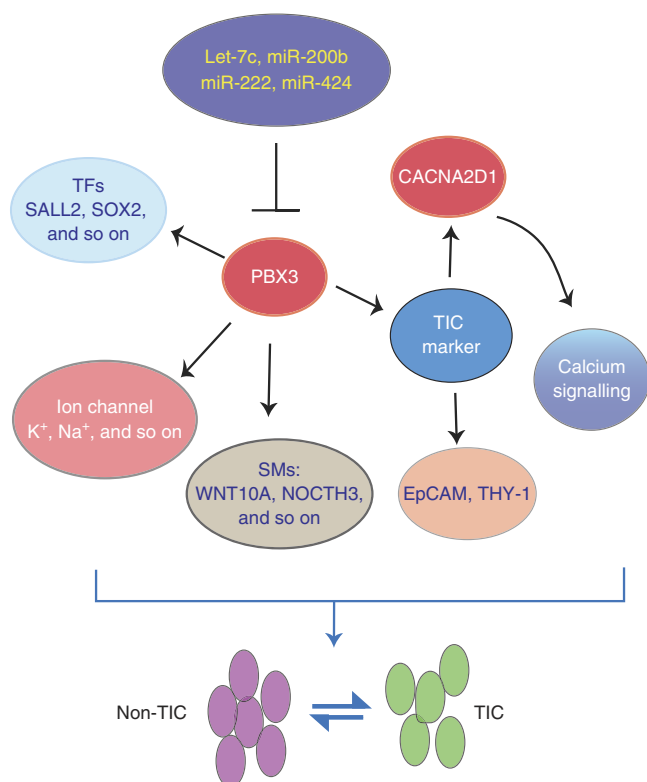 Let-7c, miR-200b
miR-222, miR-424
CACNA2D1
TFs
SALL2, SOX2,
and so on
PBX3
TIC
marker
Calcium
signalling
Ion channel
K⁺, Na⁺, and so on
SMs:
WNT10A, NOCTH3,
and so on
EpCAM, THY-1
Non-TIC
TIC